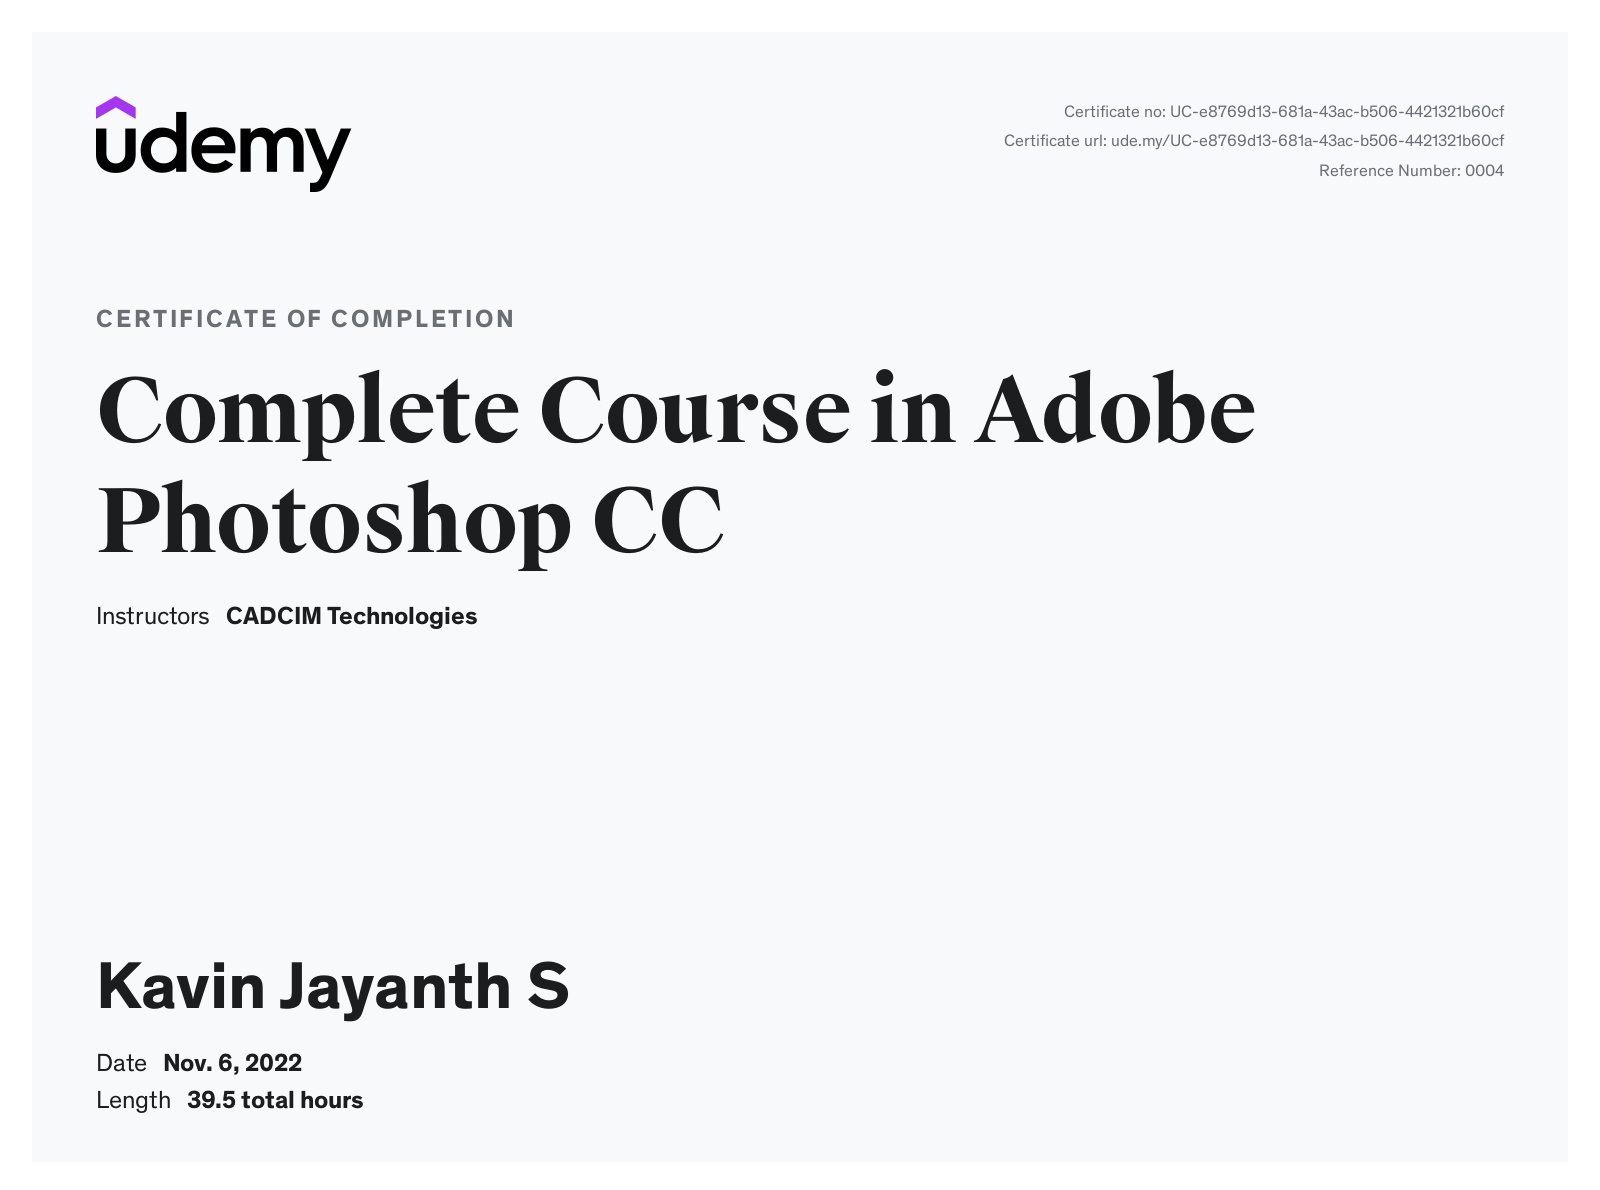 udemy
Certificate no: UC-e8769d13-681a-43ac-b506-4421321b60cf
Certificate url: ude.my/UC-e8769d13-681a-43ac-b506-4421321b60cf
Reference Number: 0004
CERTIFICATE OF COMPLETION
Complete Course in Adobe
Photoshop CC
Instructors CADCIM Technologies
Kavin Jayanth S
Date Nov. 6, 2022
Length 39.5 total hours